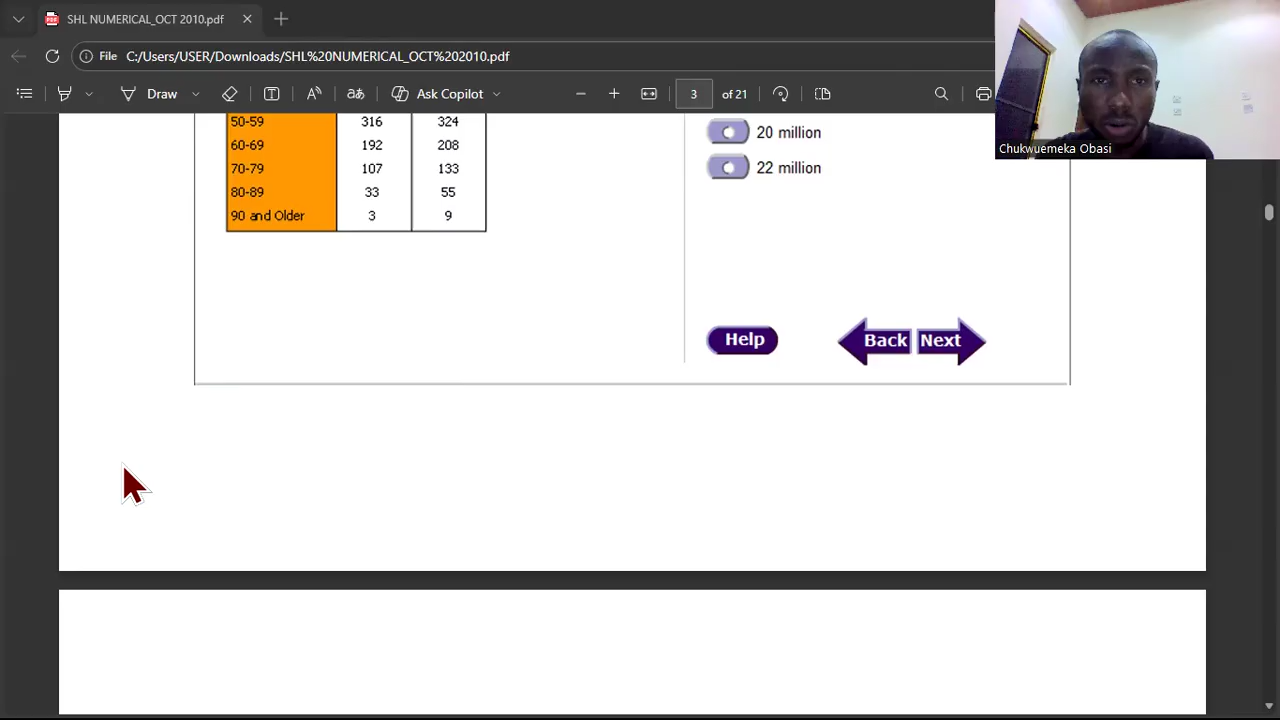 SHL NUMERICAL_OCT 2010.pdf
File C:/Users/USER/Downloads/SHL%20NUMERICAL_OCT%202010.pdf
Draw aあ Ask Copilot 3 of 21
Chukwuemeka Obasi
50-59 316 324
60-69 192 208
70-79 107 133
80-89 33 55
90 and Older 3 9
20 million
22 million
Help Back Next